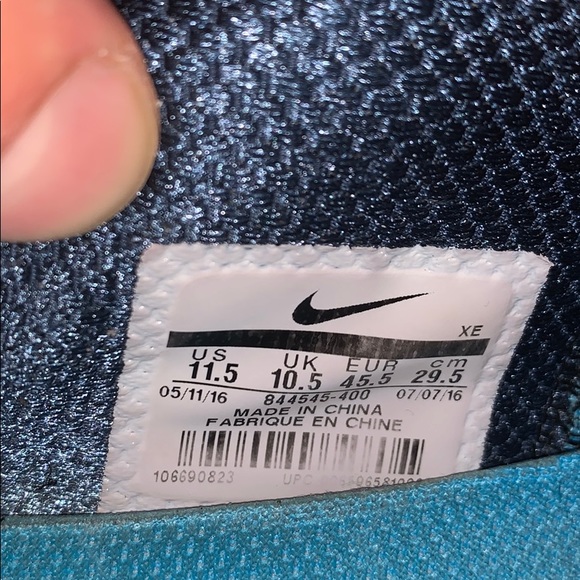 XE
US UK EUR cm
11.5 10.5 45.5 29.5
05/11/16 844545-400 07/07/16
MADE IN CHINA
FABRIQUE EN CHINE
106690823 UPC